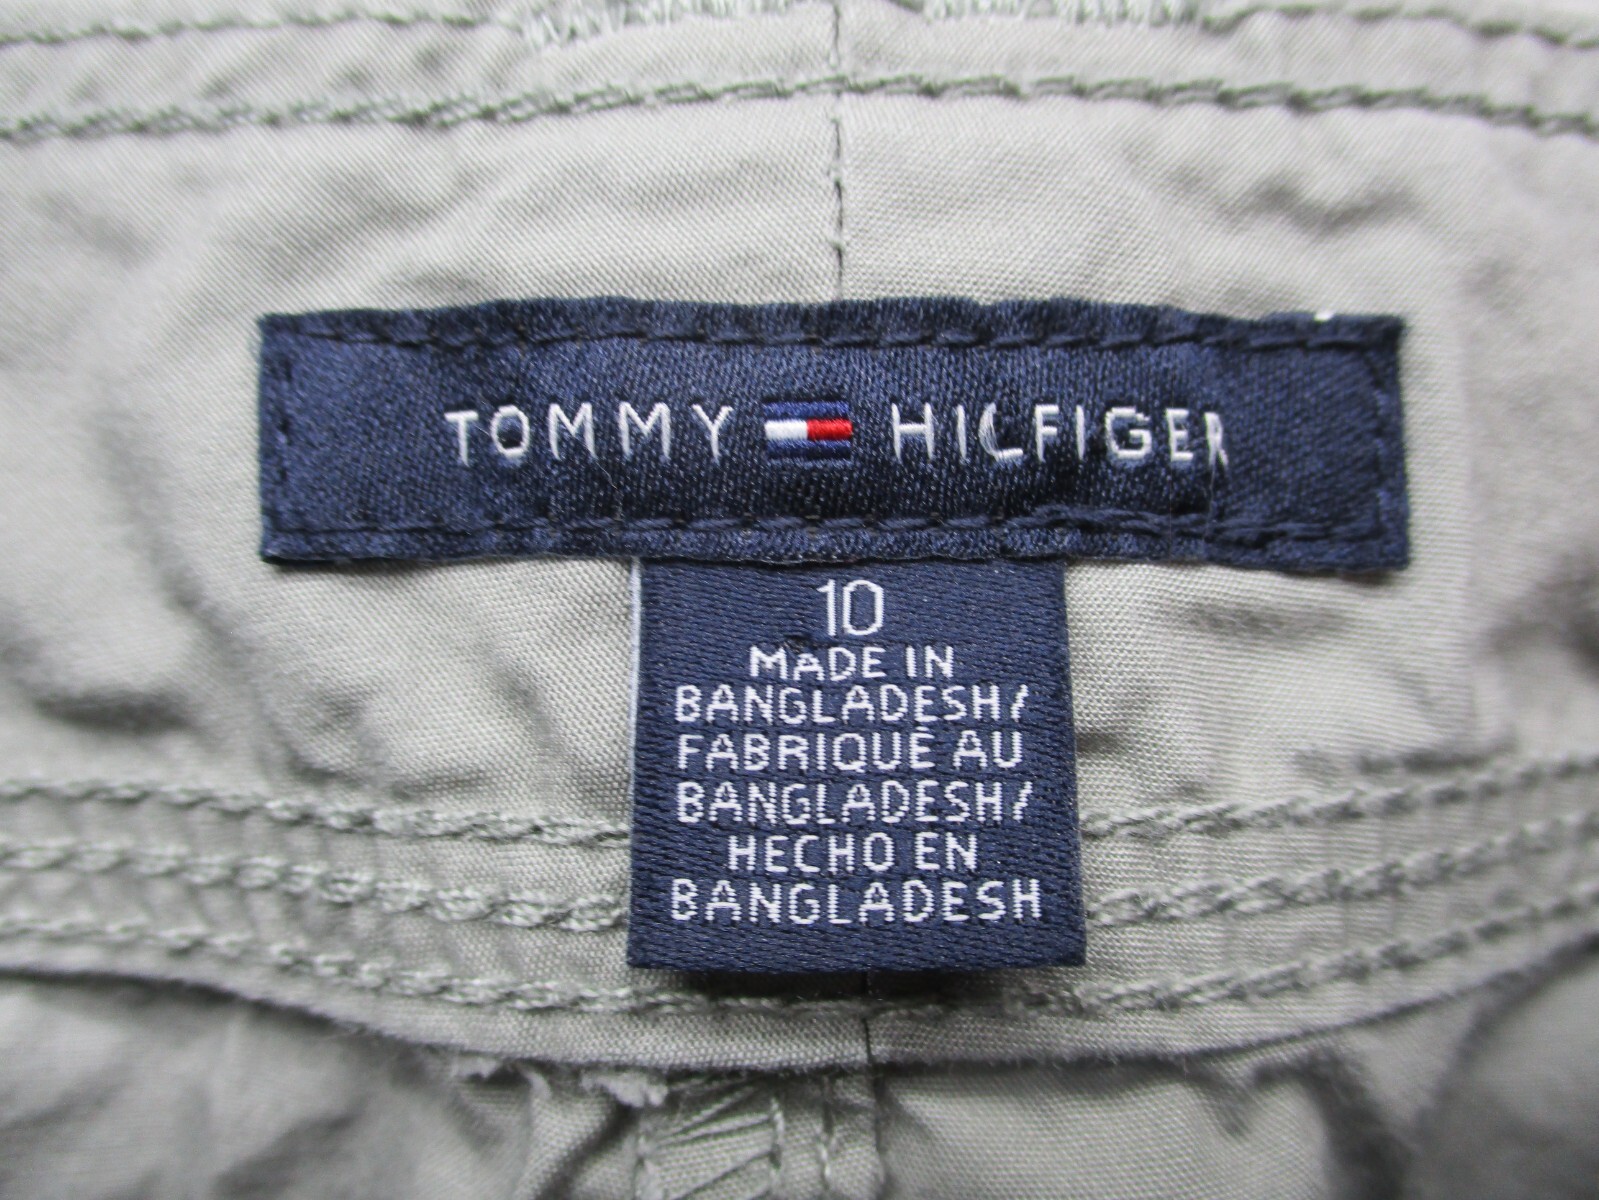 TOMMY HILFIGER
10
MADE IN
BANGLADESH/
FABRIQUÉ AU
BANGLADESH/
HECHO EN
BANGLADESH